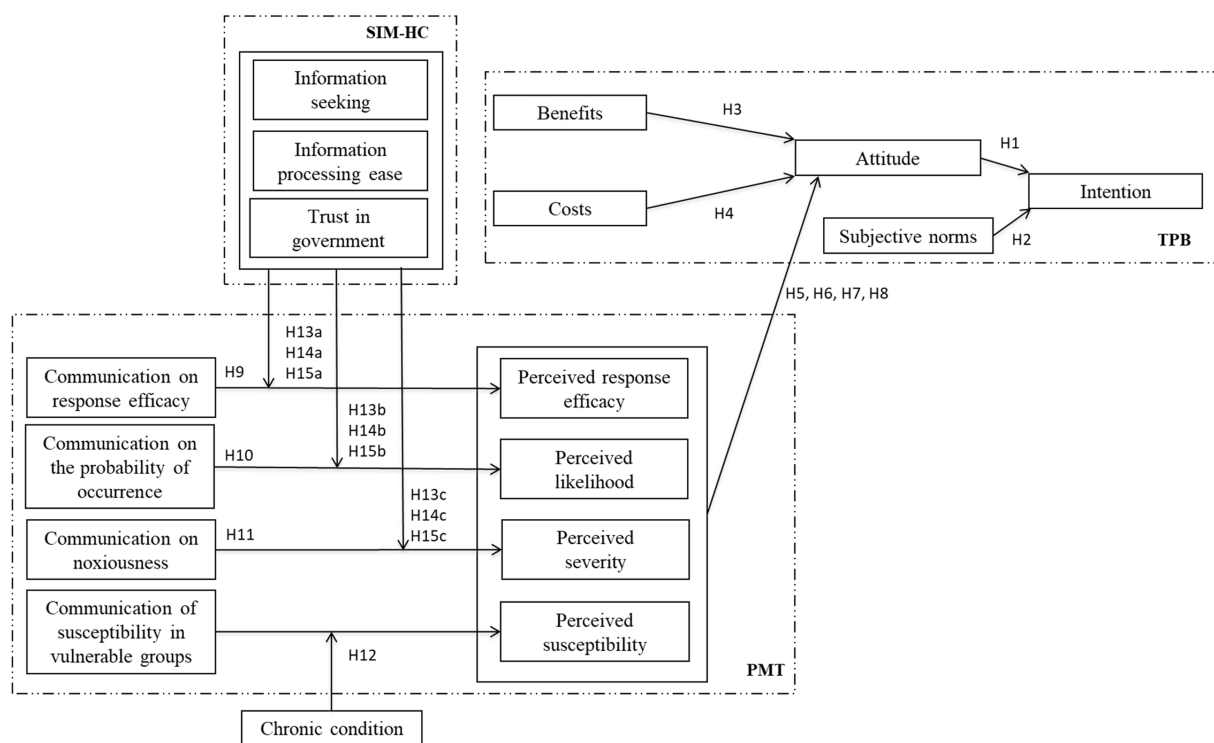 SIM-HC
Information
seeking
Information
processing ease
Trust in
government
Benefits
H3
Attitude
H1
Intention
Costs
H4
Subjective norms
H2
TPB
H5, H6, H7, H8
H13a
H14a
H15a
Communication on
response efficacy
H9
Perceived response
efficacy
H13b
H14b
H15b
Communication on
the probability of
occurrence
H10
Perceived
likelihood
H13c
H14c
H15c
Communication on
noxiousness
H11
Perceived
severity
Communication of
susceptibility in
vulnerable groups
H12
Perceived
susceptibility
PMT
Chronic condition